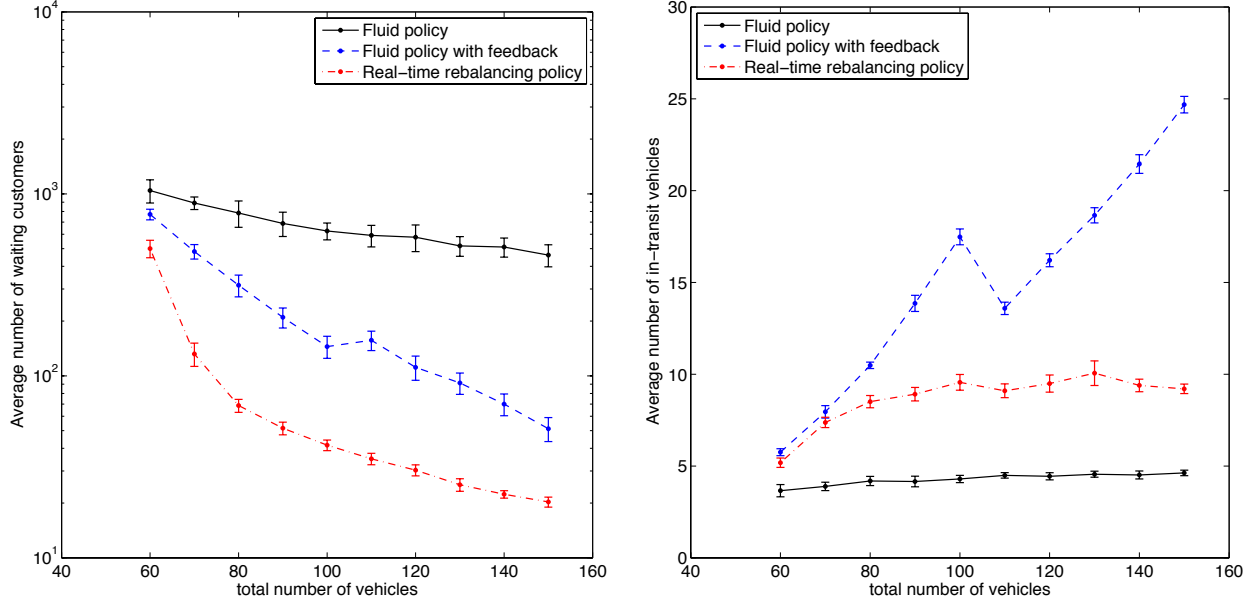 10^4
10^3
10^2
10^1
Average number of waiting customers
40
60
80
100
120
140
160
total number of vehicles
Fluid policy
Fluid policy with feedback
Real−time rebalancing policy
30
25
20
15
10
5
0
Average number of in−transit vehicles
40
60
80
100
120
140
160
total number of vehicles
Fluid policy
Fluid policy with feedback
Real−time rebalancing policy